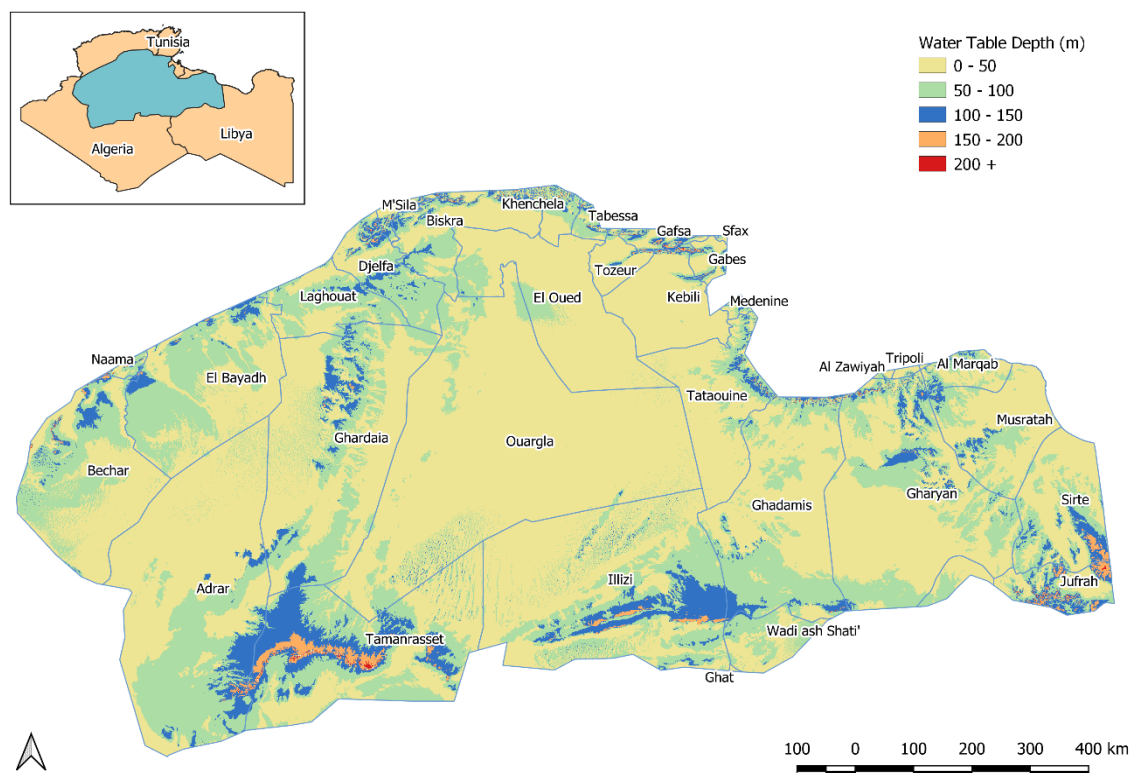 Tunisia
Algeria
Libya
Water Table Depth (m)
0 - 50
50 - 100
100 - 150
150 - 200
200 +
M'Sila
Khenchela
Biskra
Tabessa
Gafsa
Sfax
Djelfa
Tozeur
Gabes
Laghouat
El Oued
Kebili
Medenine
Naama
El Bayadh
Al Zawiyah
Tripoli
Al Marqab
Tataouine
Musratah
Ghardaia
Ouargla
Bechar
Gharyan
Ghadamis
Sirte
Adrar
Illizi
Jufrah
Tamanrasset
Wadi ash Shati'
Ghat
100 0 100 200 300 400 km